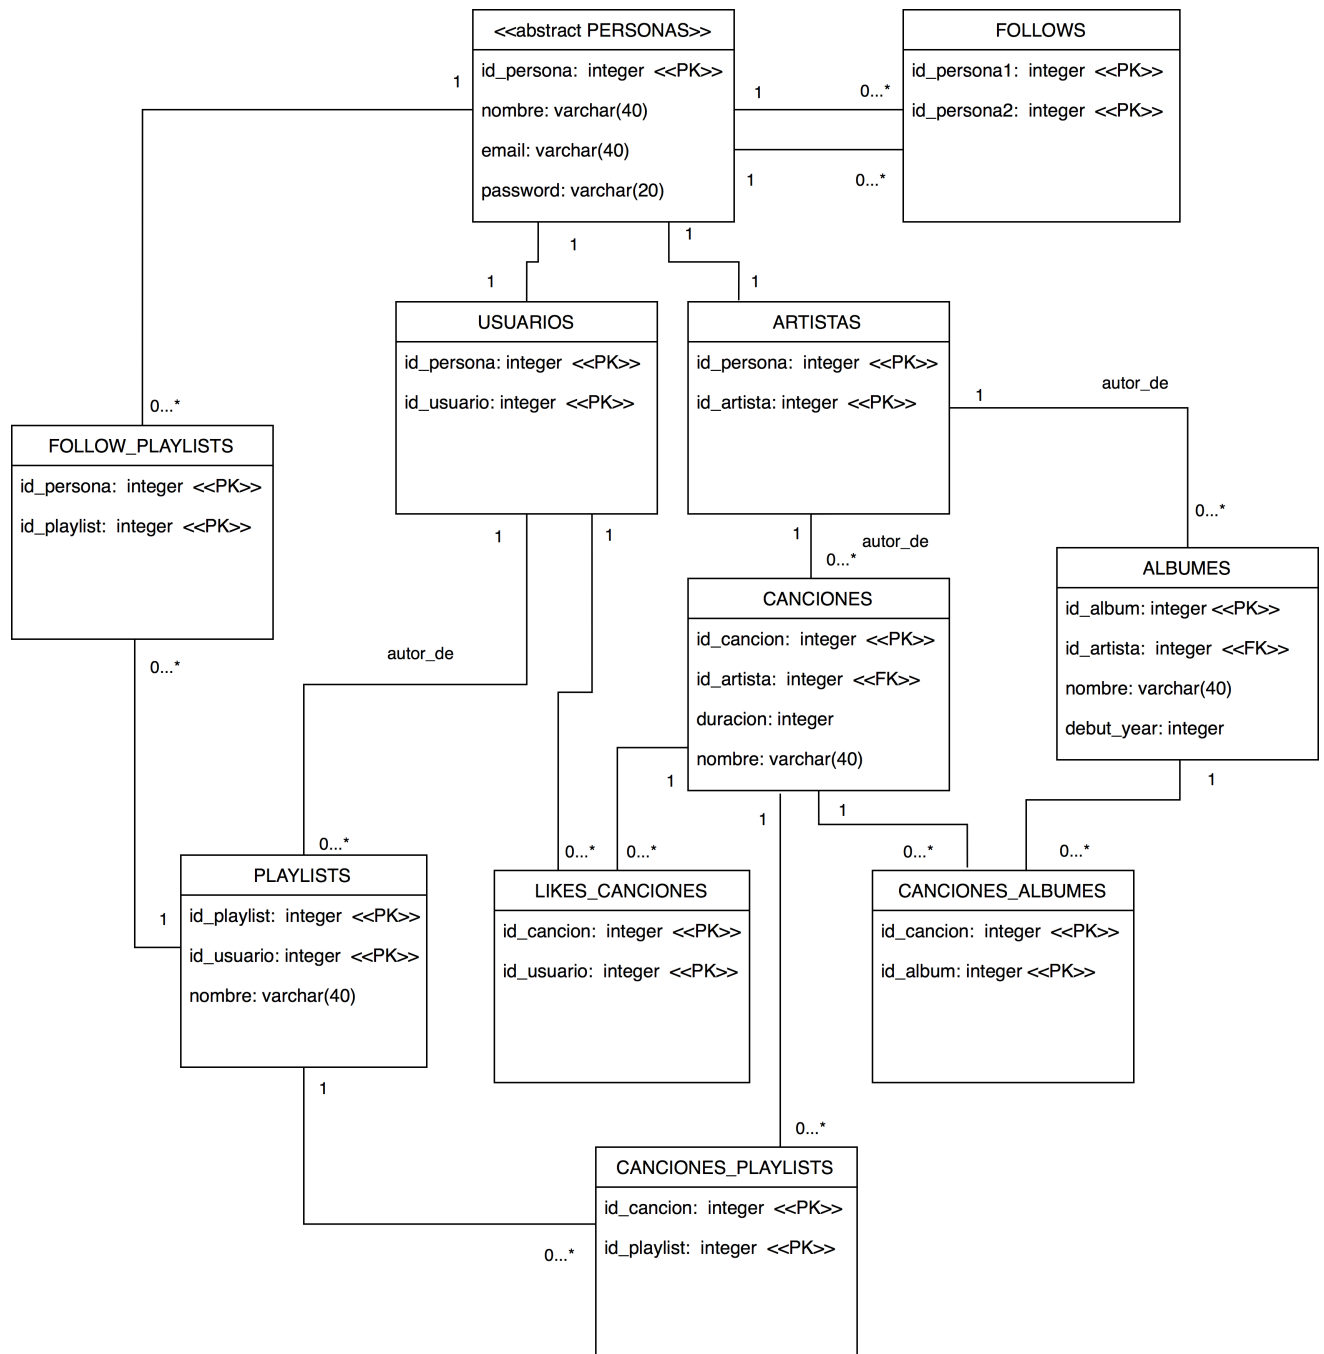 <<abstract PERSONAS>>
id_persona: integer <<PK>>
nombre: varchar(40)
email: varchar(40)
password: varchar(20)
FOLLOWS
id_persona1: integer <<PK>>
id_persona2: integer <<PK>>
1
1
0...*
1
0...*
1
1
1
1
USUARIOS
id_persona: integer <<PK>>
id_usuario: integer <<PK>>
ARTISTAS
id_persona: integer <<PK>>
id_artista: integer <<PK>>
autor_de
1
0...*
0...*
FOLLOW_PLAYLISTS
id_persona: integer <<PK>>
id_playlist: integer <<PK>>
1
1
1
autor_de
0...*
CANCIONES
id_cancion: integer <<PK>>
id_artista: integer <<FK>>
duracion: integer
nombre: varchar(40)
ALBUMES
id_album: integer <<PK>>
id_artista: integer <<FK>>
nombre: varchar(40)
debut_year: integer
0...*
autor_de
1
1
1
1
0...*
0...*
0...*
0...*
0...*
PLAYLISTS
id_playlist: integer <<PK>>
id_usuario: integer <<PK>>
nombre: varchar(40)
1
LIKES_CANCIONES
id_cancion: integer <<PK>>
id_usuario: integer <<PK>>
CANCIONES_ALBUMES
id_cancion: integer <<PK>>
id_album: integer <<PK>>
1
0...*
0...*
CANCIONES_PLAYLISTS
id_cancion: integer <<PK>>
id_playlist: integer <<PK>>